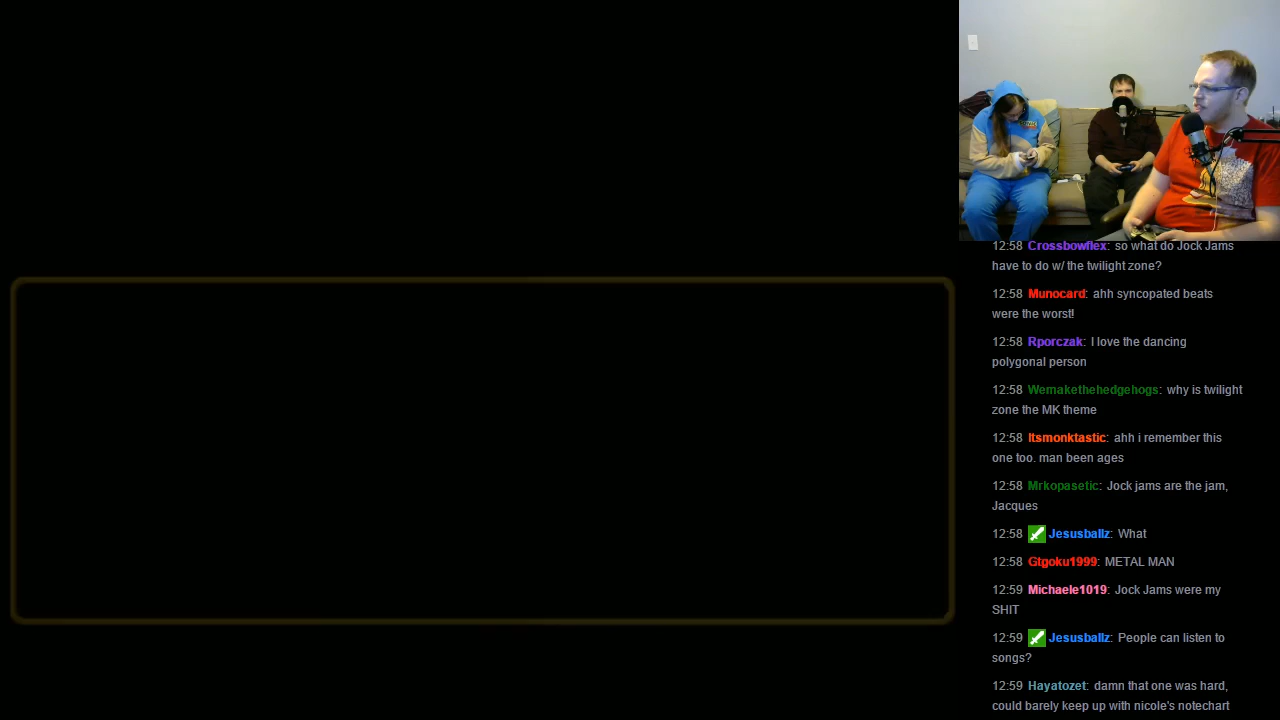 12:58 Crossbowflex: so what do Jock Jams
have to do w/ the twilight zone?
12:58 Munocard: ahh syncopated beats
were the worst!
12:58 Rporczak: I love the dancing
polygonal person
12:58 Wemakethehedgehogs: why is twilight
zone the MK theme
12:58 Itsmonktastic: ahh i remember this
one too. man been ages
12:58 Mrkopasetic: Jock jams are the jam,
Jacques
12:58 Jesusballz: What
12:58 Gtgoku1999: METAL MAN
12:59 Michaele1019: Jock Jams were my
SHIT
12:59 Jesusballz: People can listen to
songs?
12:59 Hayatozet: damn that one was hard,
could barely keep up with nicole's notechart